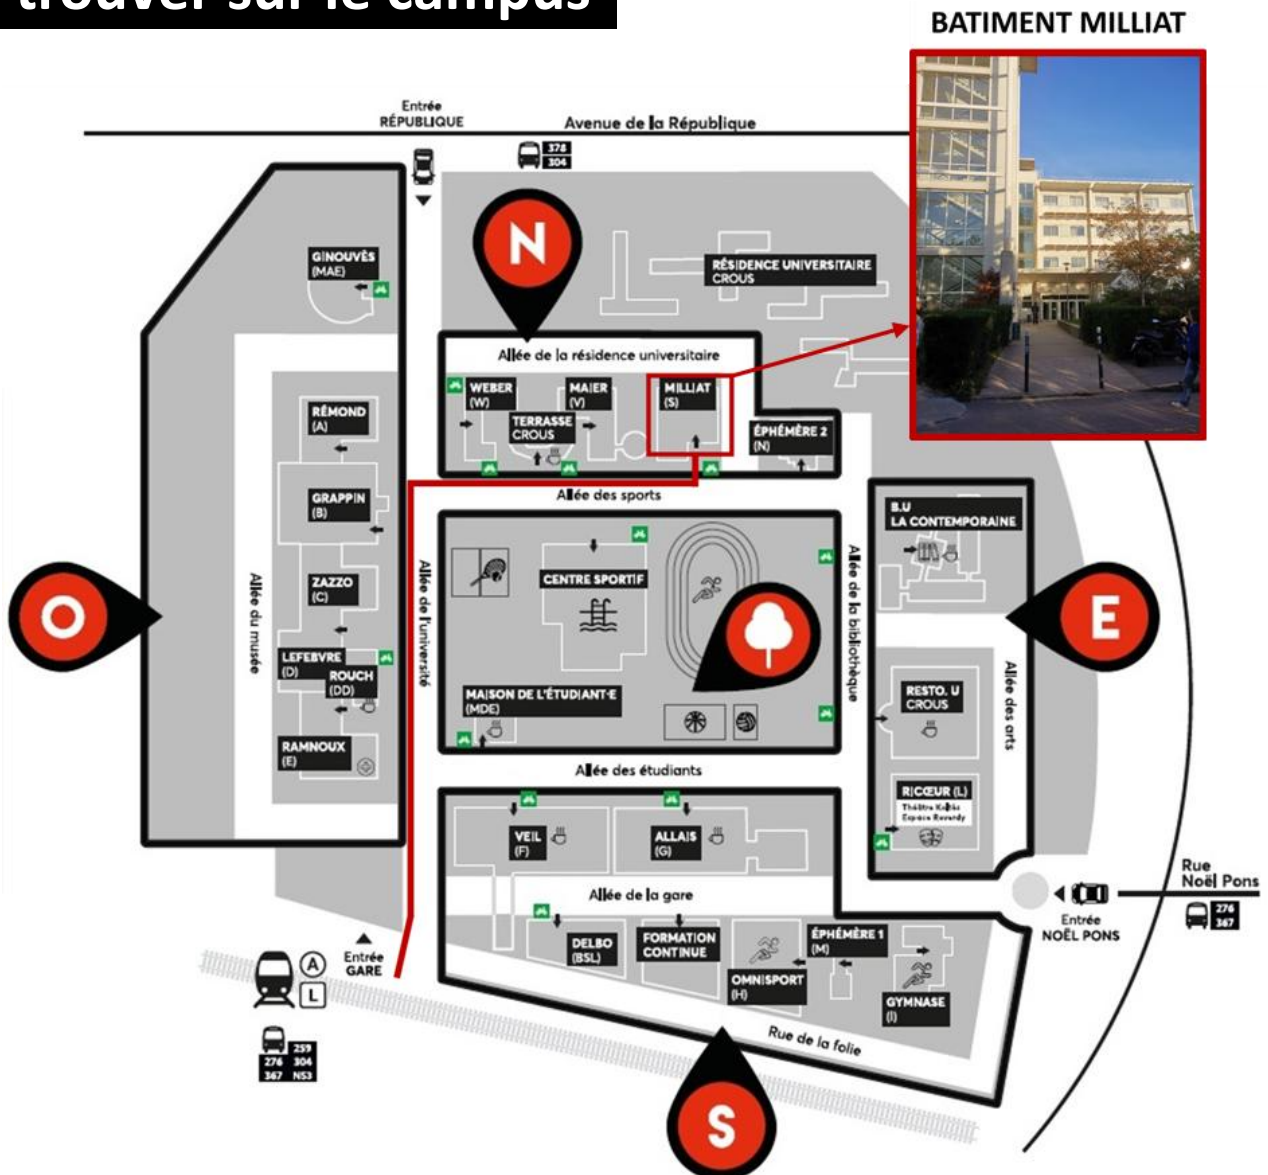 trouver sur le campus
BATIMENT MILLIAT
Entrée
RÉPUBLIQUE
Avenue de la République
378
304
N
GINOUVÈS
(MAE)
RÉSIDENCE UNIVERSITAIRE
CROUS
Allée de la résidence universitaire
WEBER
(W)
MAIER
(V)
MILLIAT
(S)
TERRASSE
CROUS
ÉPHÉMÈRE 2
(N)
RÉMOND
(A)
GRAPPIN
(B)
Allée des sports
B.U
LA CONTEMPORAINE
ZAZZO
(C)
CENTRE SPORTIF
Allée du musée
Allée de l'université
Allée de la bibliothèque
O
E
LEFEBVRE
(D)
ROUCH
(DD)
MAISON DE L'ÉTUDIANT·E
(MDE)
RESTO. U
CROUS
Allée des arts
RAMNOUX
(E)
Allée des étudiants
RICŒUR (L)
Théâtre Koltès
Espace Reverdy
VEIL
(F)
ALLAIS
(G)
Rue
Noël Pons
276
367
Allée de la gare
Entrée
NOËL PONS
DELBO
(BSL)
FORMATION
CONTINUE
ÉPHÉMÈRE 1
(M)
OMNISPORT
(H)
GYMNASE
(I)
Entrée
GARE
A
L
Rue de la folie
259
276 304
367 N53
S